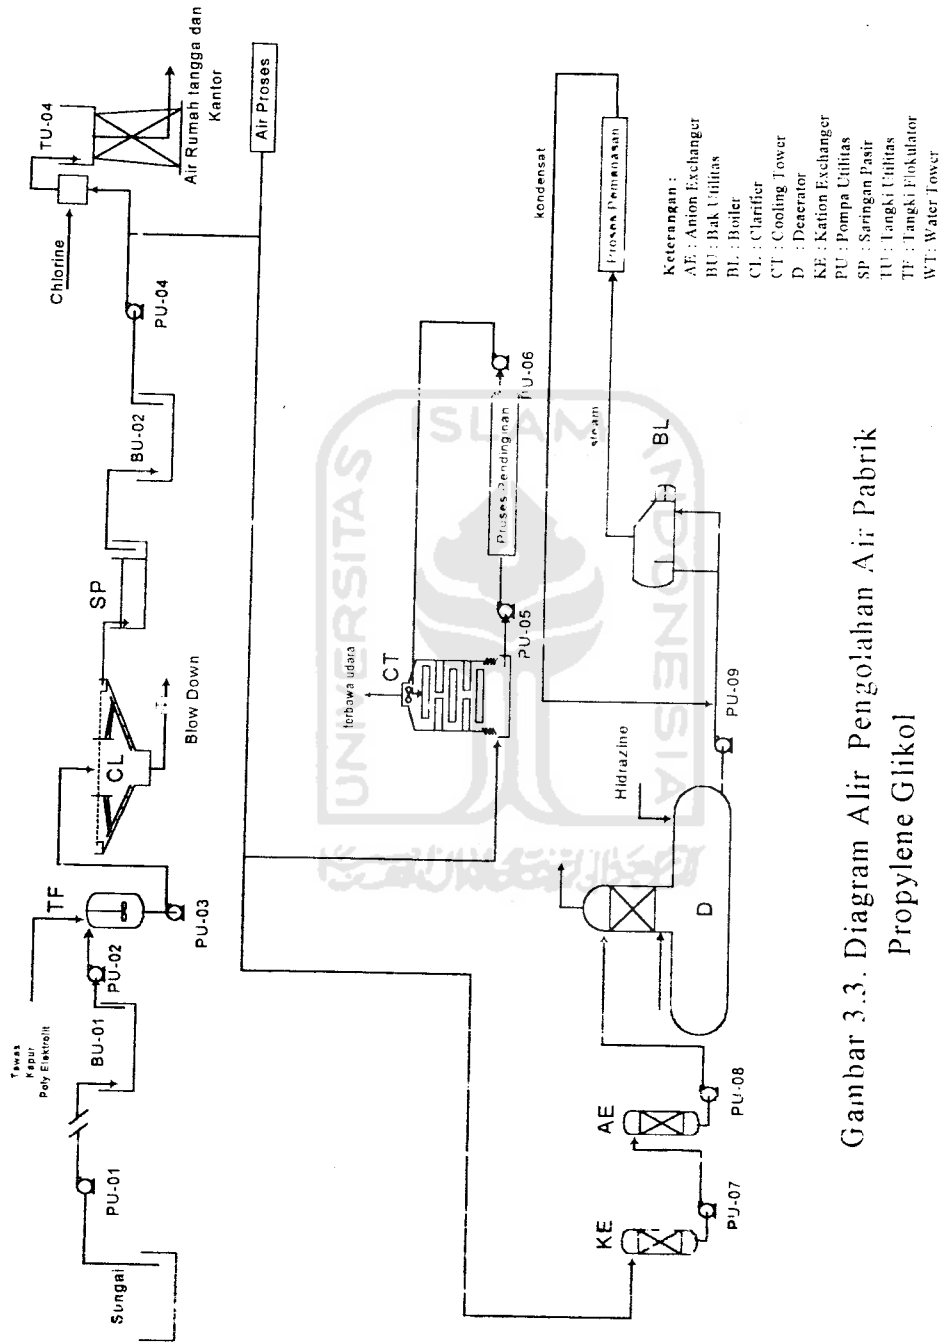 Sungai
PU-01
BU-01
Tawas
Kapur
Poly Elektrolit
PU-02
TF
PU-03
CL
Blow Down
SP
BU-02
PU-04
Chlorine
TU-04
Air Rumah tangga dan
Kantor
Air Proses
terbawa udara
CT
PU-05
Proses Pendinginan
PU-06
KE
PU-07
AE
PU-08
D
Hidrazine
PU-09
BL
steam
Proses Pemanasan
kondensat
Keterangan :
AE : Anion Exchanger
BU : Bak Utilitas
BL : Boiler
CL : Clarifier
CT : Cooling Tower
D : Deaerator
KE : Kation Exchanger
PU : Pompa Utilitas
SP : Saringan Pasir
TU : Tangki Utilitas
TF : Tangki Flokulator
WT : Water Tower
Gambar 3.3. Diagram Alir Pengolahan Air Pabrik
Propylene Glikol
UNIVERSITAS
ISLAM
INDONESIA